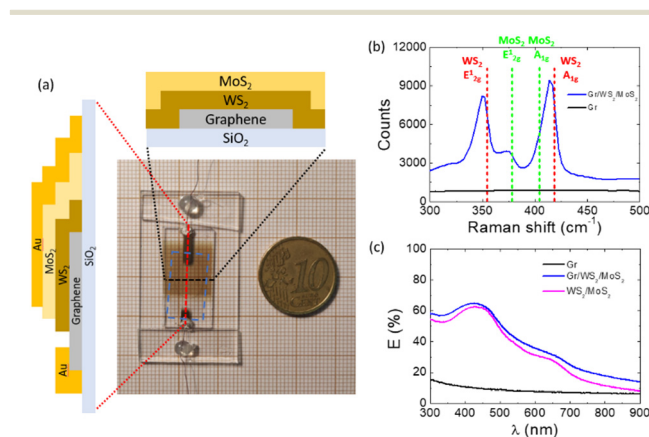 (a)
MoS₂
WS₂
Graphene
SiO₂
Au
MoS₂
WS₂
Graphene
SiO₂
Au
10
(b)
MoS₂ MoS₂
WS₂ E¹₂g A₁g WS₂
E¹₂g A₁g
12000
9000
6000
3000
0
Counts
Gr/WS₂/MoS₂
Gr
300 350 400 450 500
Raman shift (cm⁻¹)
(c)
100
80
60
40
20
0
E (%)
Gr
Gr/WS₂/MoS₂
WS₂/MoS₂
300 400 500 600 700 800 900
λ (nm)